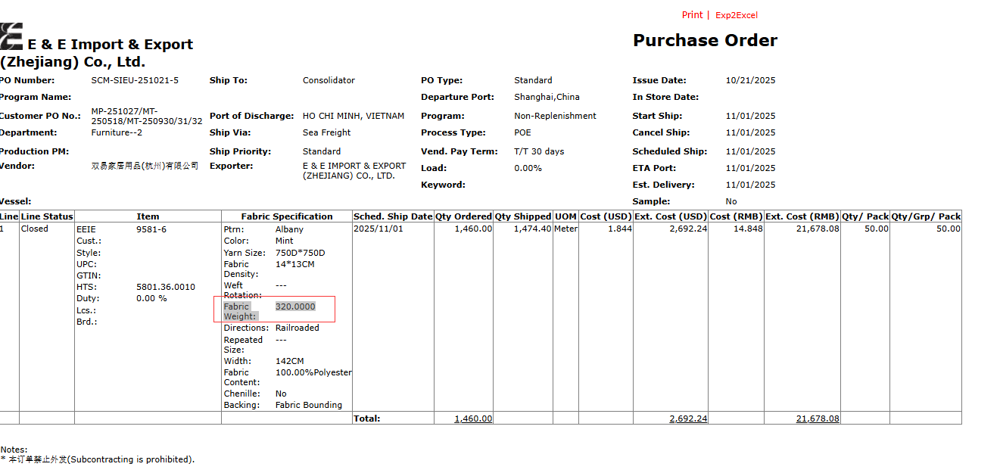 Print | Exp2Excel
E & E Import & Export
(Zhejiang) Co., Ltd.
Purchase Order
PO Number: SCM-SIEU-251021-5 Ship To: Consolidator PO Type: Standard Issue Date: 10/21/2025
Program Name: Departure Port: Shanghai,China In Store Date:
Customer PO No.: MP-251027/MT-
250518/MT-250930/31/32 Port of Discharge: HO CHI MINH, VIETNAM Program: Non-Replenishment Start Ship: 11/01/2025
Department: Furniture--2 Ship Via: Sea Freight Process Type: POE Cancel Ship: 11/01/2025
Production PM: Ship Priority: Standard Vend. Pay Term: T/T 30 days Scheduled Ship: 11/01/2025
Vendor: 双易家居用品(杭州)有限公司 Exporter: E & E IMPORT & EXPORT
(ZHEJIANG) CO., LTD. Load: 0.00% ETA Port: 11/01/2025
Keyword: Est. Delivery: 11/01/2025
Vessel: Sample: No
Line Line Status Item Fabric Specification Sched. Ship Date Qty Ordered Qty Shipped UOM Cost (USD) Ext. Cost (USD) Cost (RMB) Ext. Cost (RMB) Qty/ Pack Qty/Grp/ Pack
1 Closed EEIE 9581-6 Ptrn: Albany 2025/11/01 1,460.00 1,474.40 Meter 1.844 2,692.24 14.848 21,678.08 50.00 50.00
Cust.: Color: Mint
Style: Yarn Size: 750D*750D
UPC: Fabric 14*13CM
GTIN: Density:
HTS: 5801.36.0010 Weft ---
Rotation:
Duty: 0.00 %
Lcs.: Fabric 320.0000
Brd.: Weight:
Directions: Railroaded
Repeated ---
Size:
Width: 142CM
Fabric 100.00%Polyester
Content:
Chenille: No
Backing: Fabric Bounding
Total: 1,460.00 2,692.24 21,678.08
Notes:
* 本订单禁止外发(Subcontracting is prohibited).